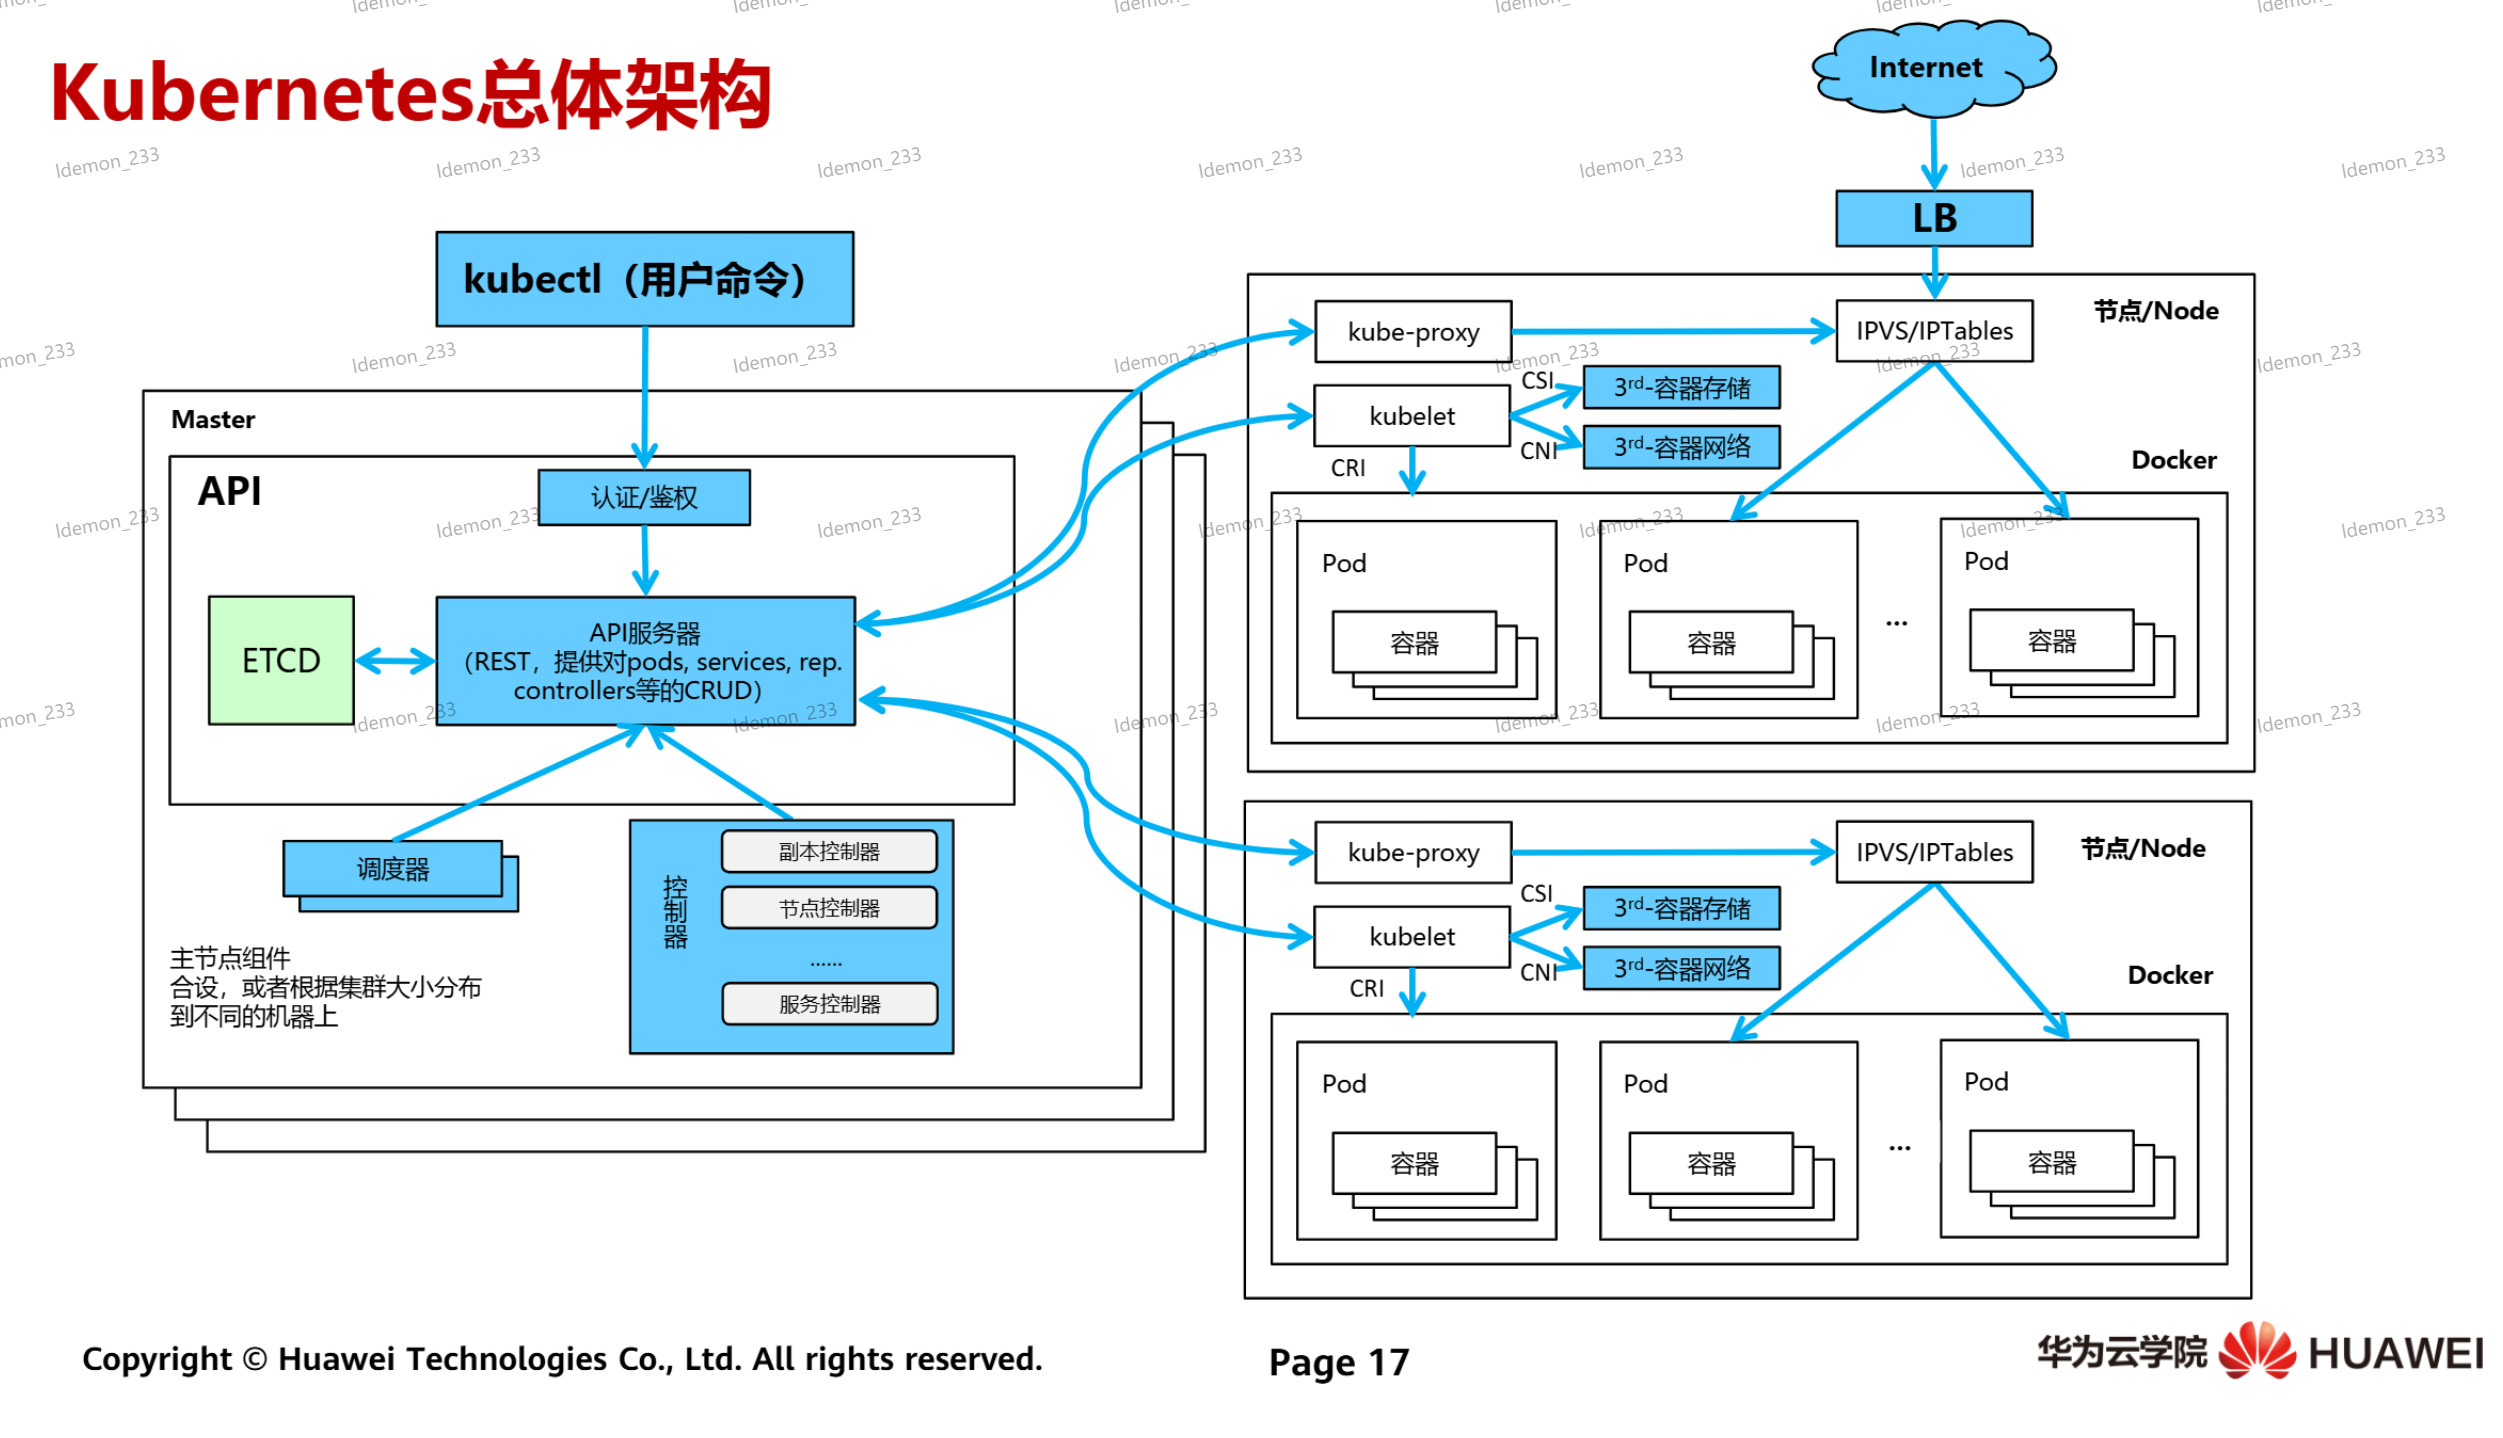 Kubernetes总体架构
Internet
LB
kubectl（用户命令）
Master
API
认证/鉴权
ETCD
API服务器
（REST，提供对pods, services, rep.
controllers等的CRUD）
调度器
控制器
副本控制器
节点控制器
......
服务控制器
主节点组件
合设，或者根据集群大小分布
到不同的机器上
节点/Node
kube-proxy
IPVS/IPTables
kubelet
CSI
3rd-容器存储
CNI
3rd-容器网络
CRI
Docker
Pod
容器
Pod
容器
...
Pod
容器
节点/Node
kube-proxy
IPVS/IPTables
kubelet
CSI
3rd-容器存储
CNI
3rd-容器网络
CRI
Docker
Pod
容器
Pod
容器
...
Pod
容器
Copyright © Huawei Technologies Co., Ltd. All rights reserved.
Page 17
华为云学院
HUAWEI
ldemon_233